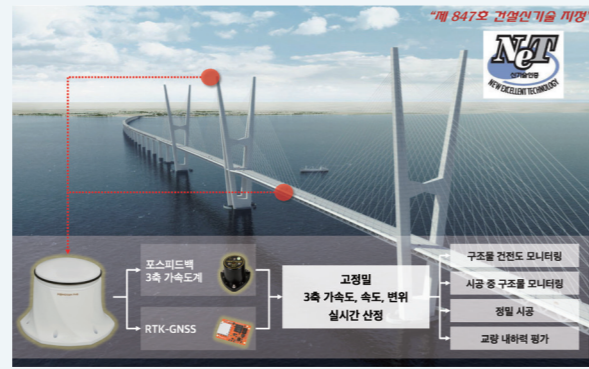 "제 847호 건설신기술 지정
NeT
신기술인증
NEW EXCELLENT TECHNOLOGY
포스피드백
3축 가속도계
RTK-GNSS
고정밀
3축 가속도, 속도, 변위
실시간 산정
구조물 건전도 모니터링
시공 중 구조물 모니터링
정밀 시공
교량 내하력 평가